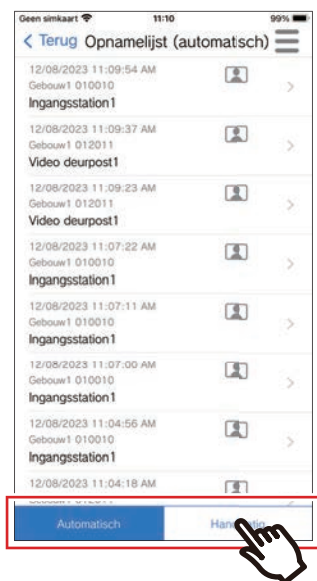 Geen simkaart 11:10 99%
Terug Opnamelijst (automatisch)
12/08/2023 11:09:54 AM
Gebouw1 010010
Ingangsstation1
12/08/2023 11:09:37 AM
Gebouw1 012011
Video deurpost1
12/08/2023 11:09:23 AM
Gebouw1 012011
Video deurpost1
12/08/2023 11:07:22 AM
Gebouw1 010010
Ingangsstation1
12/08/2023 11:07:11 AM
Gebouw1 010010
Ingangsstation1
12/08/2023 11:07:00 AM
Gebouw1 010010
Ingangsstation1
12/08/2023 11:04:56 AM
Gebouw1 010010
Ingangsstation1
12/08/2023 11:04:18 AM
Automatisch